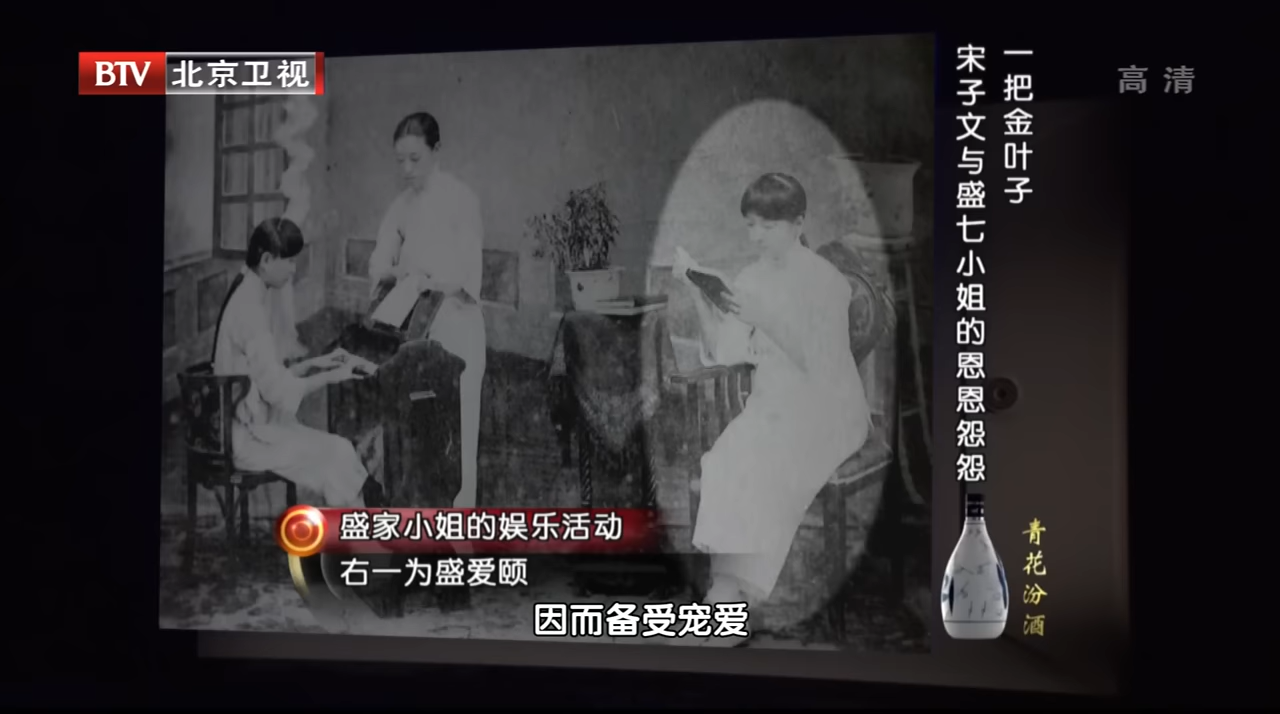 BTV 北京卫视
高清
一把金叶子
宋子文与盛七小姐的恩恩怨怨
盛家小姐的娱乐活动
右一为盛爱颐
因而备受宠爱
青花汾酒